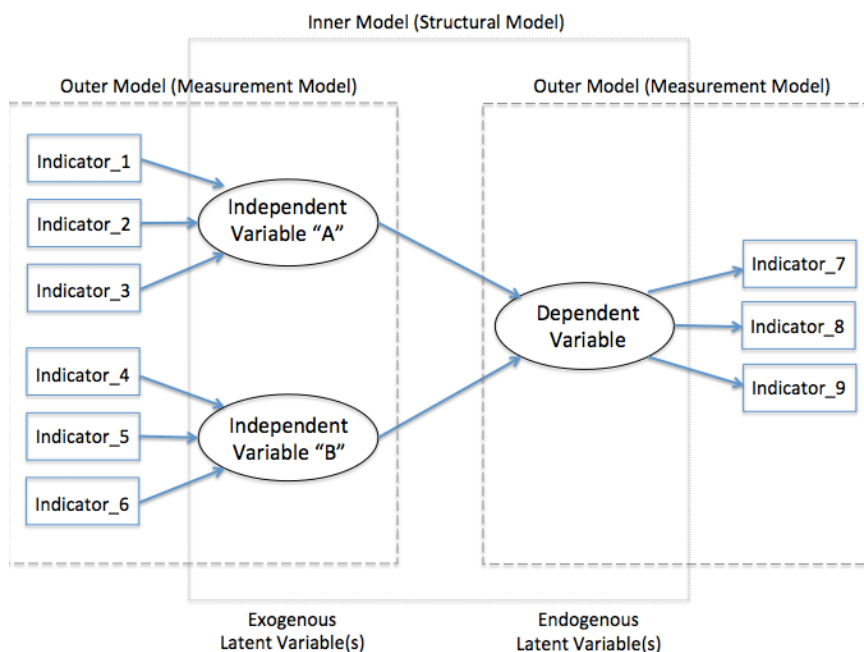 Inner Model (Structural Model)
Outer Model (Measurement Model)
Outer Model (Measurement Model)
Indicator_1
Indicator_2
Indicator_3
Independent
Variable “A”
Indicator_4
Indicator_5
Indicator_6
Independent
Variable “B”
Dependent
Variable
Indicator_7
Indicator_8
Indicator_9
Exogenous
Latent Variable(s)
Endogenous
Latent Variable(s)